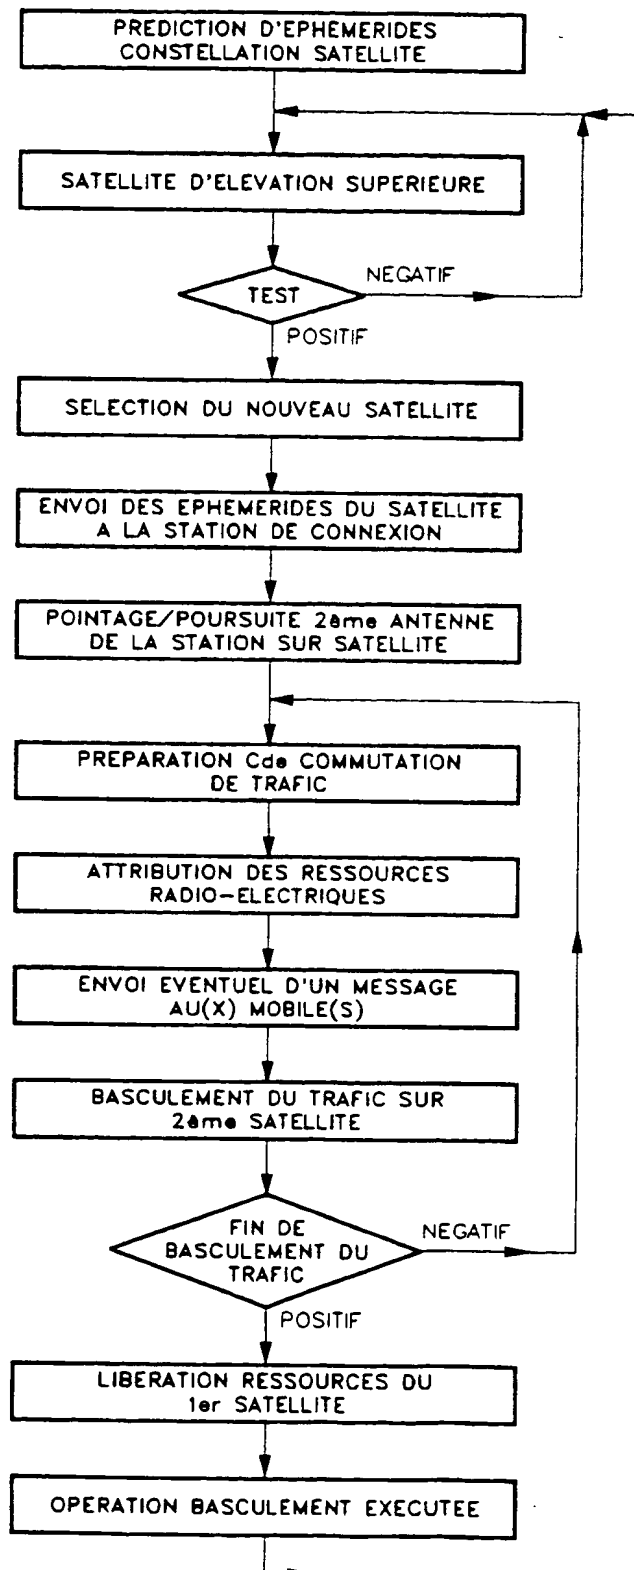 PREDICTION D'EPHEMERIDES
CONSTELLATION SATELLITE
SATELLITE D'ELEVATION SUPERIEURE
TEST
NEGATIF
POSITIF
SELECTION DU NOUVEAU SATELLITE
ENVOI DES EPHEMERIDES DU SATELLITE
A LA STATION DE CONNEXION
POINTAGE/POURSUITE 2ème ANTENNE
DE LA STATION SUR SATELLITE
PREPARATION Cde COMMUTATION
DE TRAFIC
ATTRIBUTION DES RESSOURCES
RADIO-ELECTRIQUES
ENVOI EVENTUEL D'UN MESSAGE
AU(X) MOBILE(S)
BASCULEMENT DU TRAFIC SUR
2ème SATELLITE
FIN DE
BASCULEMENT DU
TRAFIC
NEGATIF
POSITIF
LIBERATION RESSOURCES DU
1er SATELLITE
OPERATION BASCULEMENT EXECUTEE